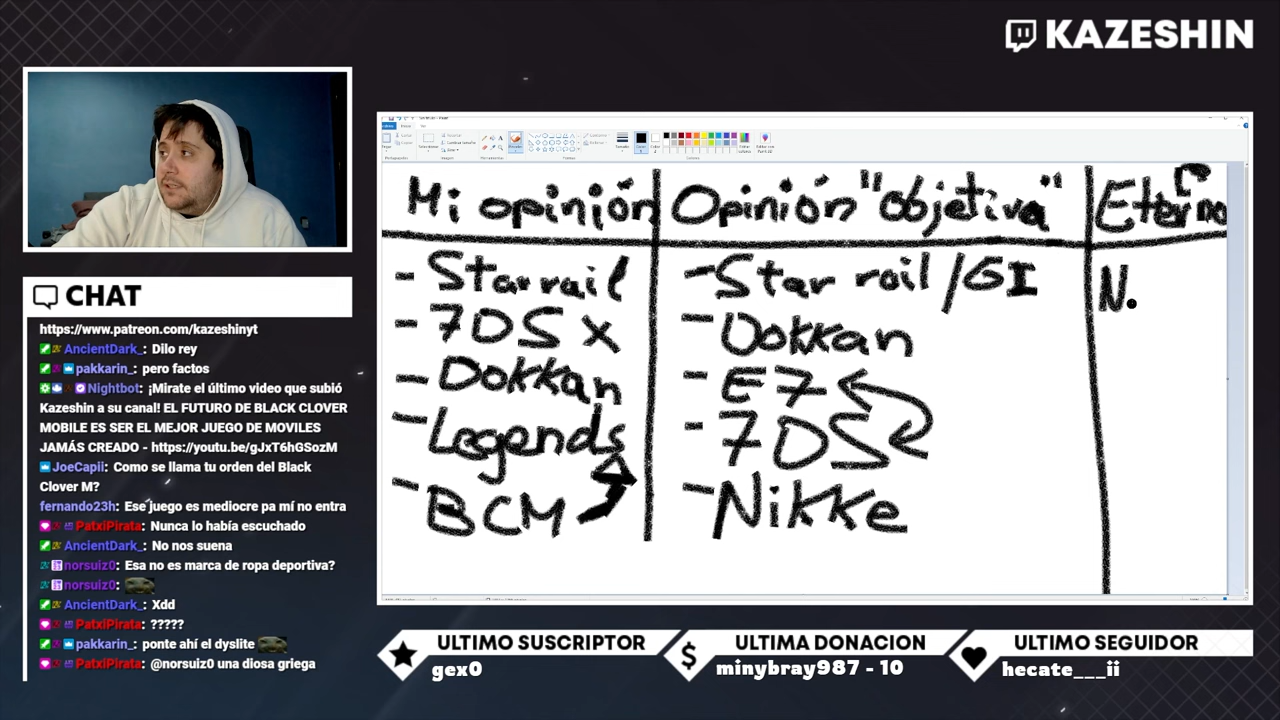 KAZESHIN
CHAT
https://www.patreon.com/kazeshinyt
AncientDark_: Dilo rey
pakkarin_: pero factos
Nightbot: ¡Mirate el último video que subió
Kazeshin a su canal! EL FUTURO DE BLACK CLOVER
MOBILE ES SER EL MEJOR JUEGO DE MOVILES
JAMÁS CREADO - https://youtu.be/gJxT6hGSozM
JoeCapii: Como se llama tu orden del Black
Clover M?
fernando23h: Ese juego es mediocre pa mí no entra
PatxiPirata: Nunca lo había escuchado
AncientDark_: No nos suena
norsuiz0: Esa no es marca de ropa deportiva?
norsuiz0:
AncientDark_: Xdd
PatxiPirata: ?????
pakkarin_: ponte ahí el dyslite
PatxiPirata: @norsuiz0 una diosa griega
Mi opinión
- Starrail
- 7DS X
- Dokkan
- Legends
- BCM
Opinión "objetiva"
- Star rail/GI
- Dokkan
- E7
- 7DS
- Nikke
Eterno
N.
ULTIMO SUSCRIPTOR
gex0
ULTIMA DONACION
minybray987 - 10
ULTIMO SEGUIDOR
hecate___ii